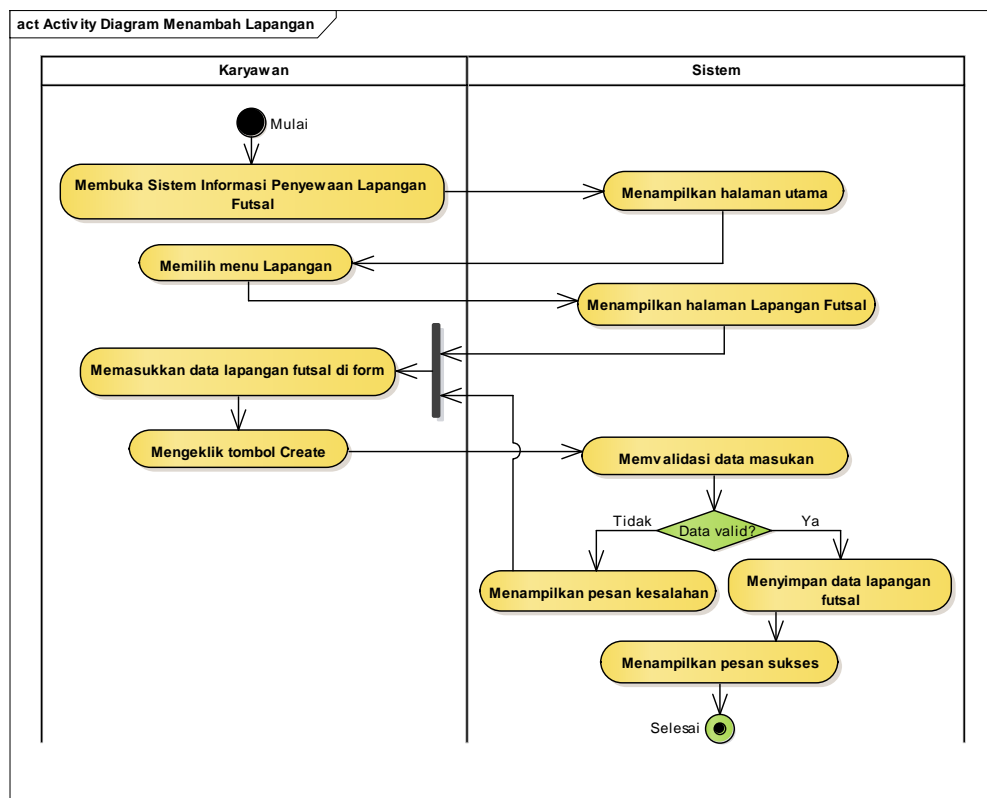 act Activity Diagram Menambah Lapangan
Karyawan
Sistem
Mulai
Membuka Sistem Informasi Penyewaan Lapangan
Futsal
Menampilkan halaman utama
Memilih menu Lapangan
Menampilkan halaman Lapangan Futsal
Memasukkan data lapangan futsal di form
Mengeklik tombol Create
Memvalidasi data masukan
Data valid?
Tidak
Ya
Menampilkan pesan kesalahan
Menyimpan data lapangan
futsal
Menampilkan pesan sukses
Selesai